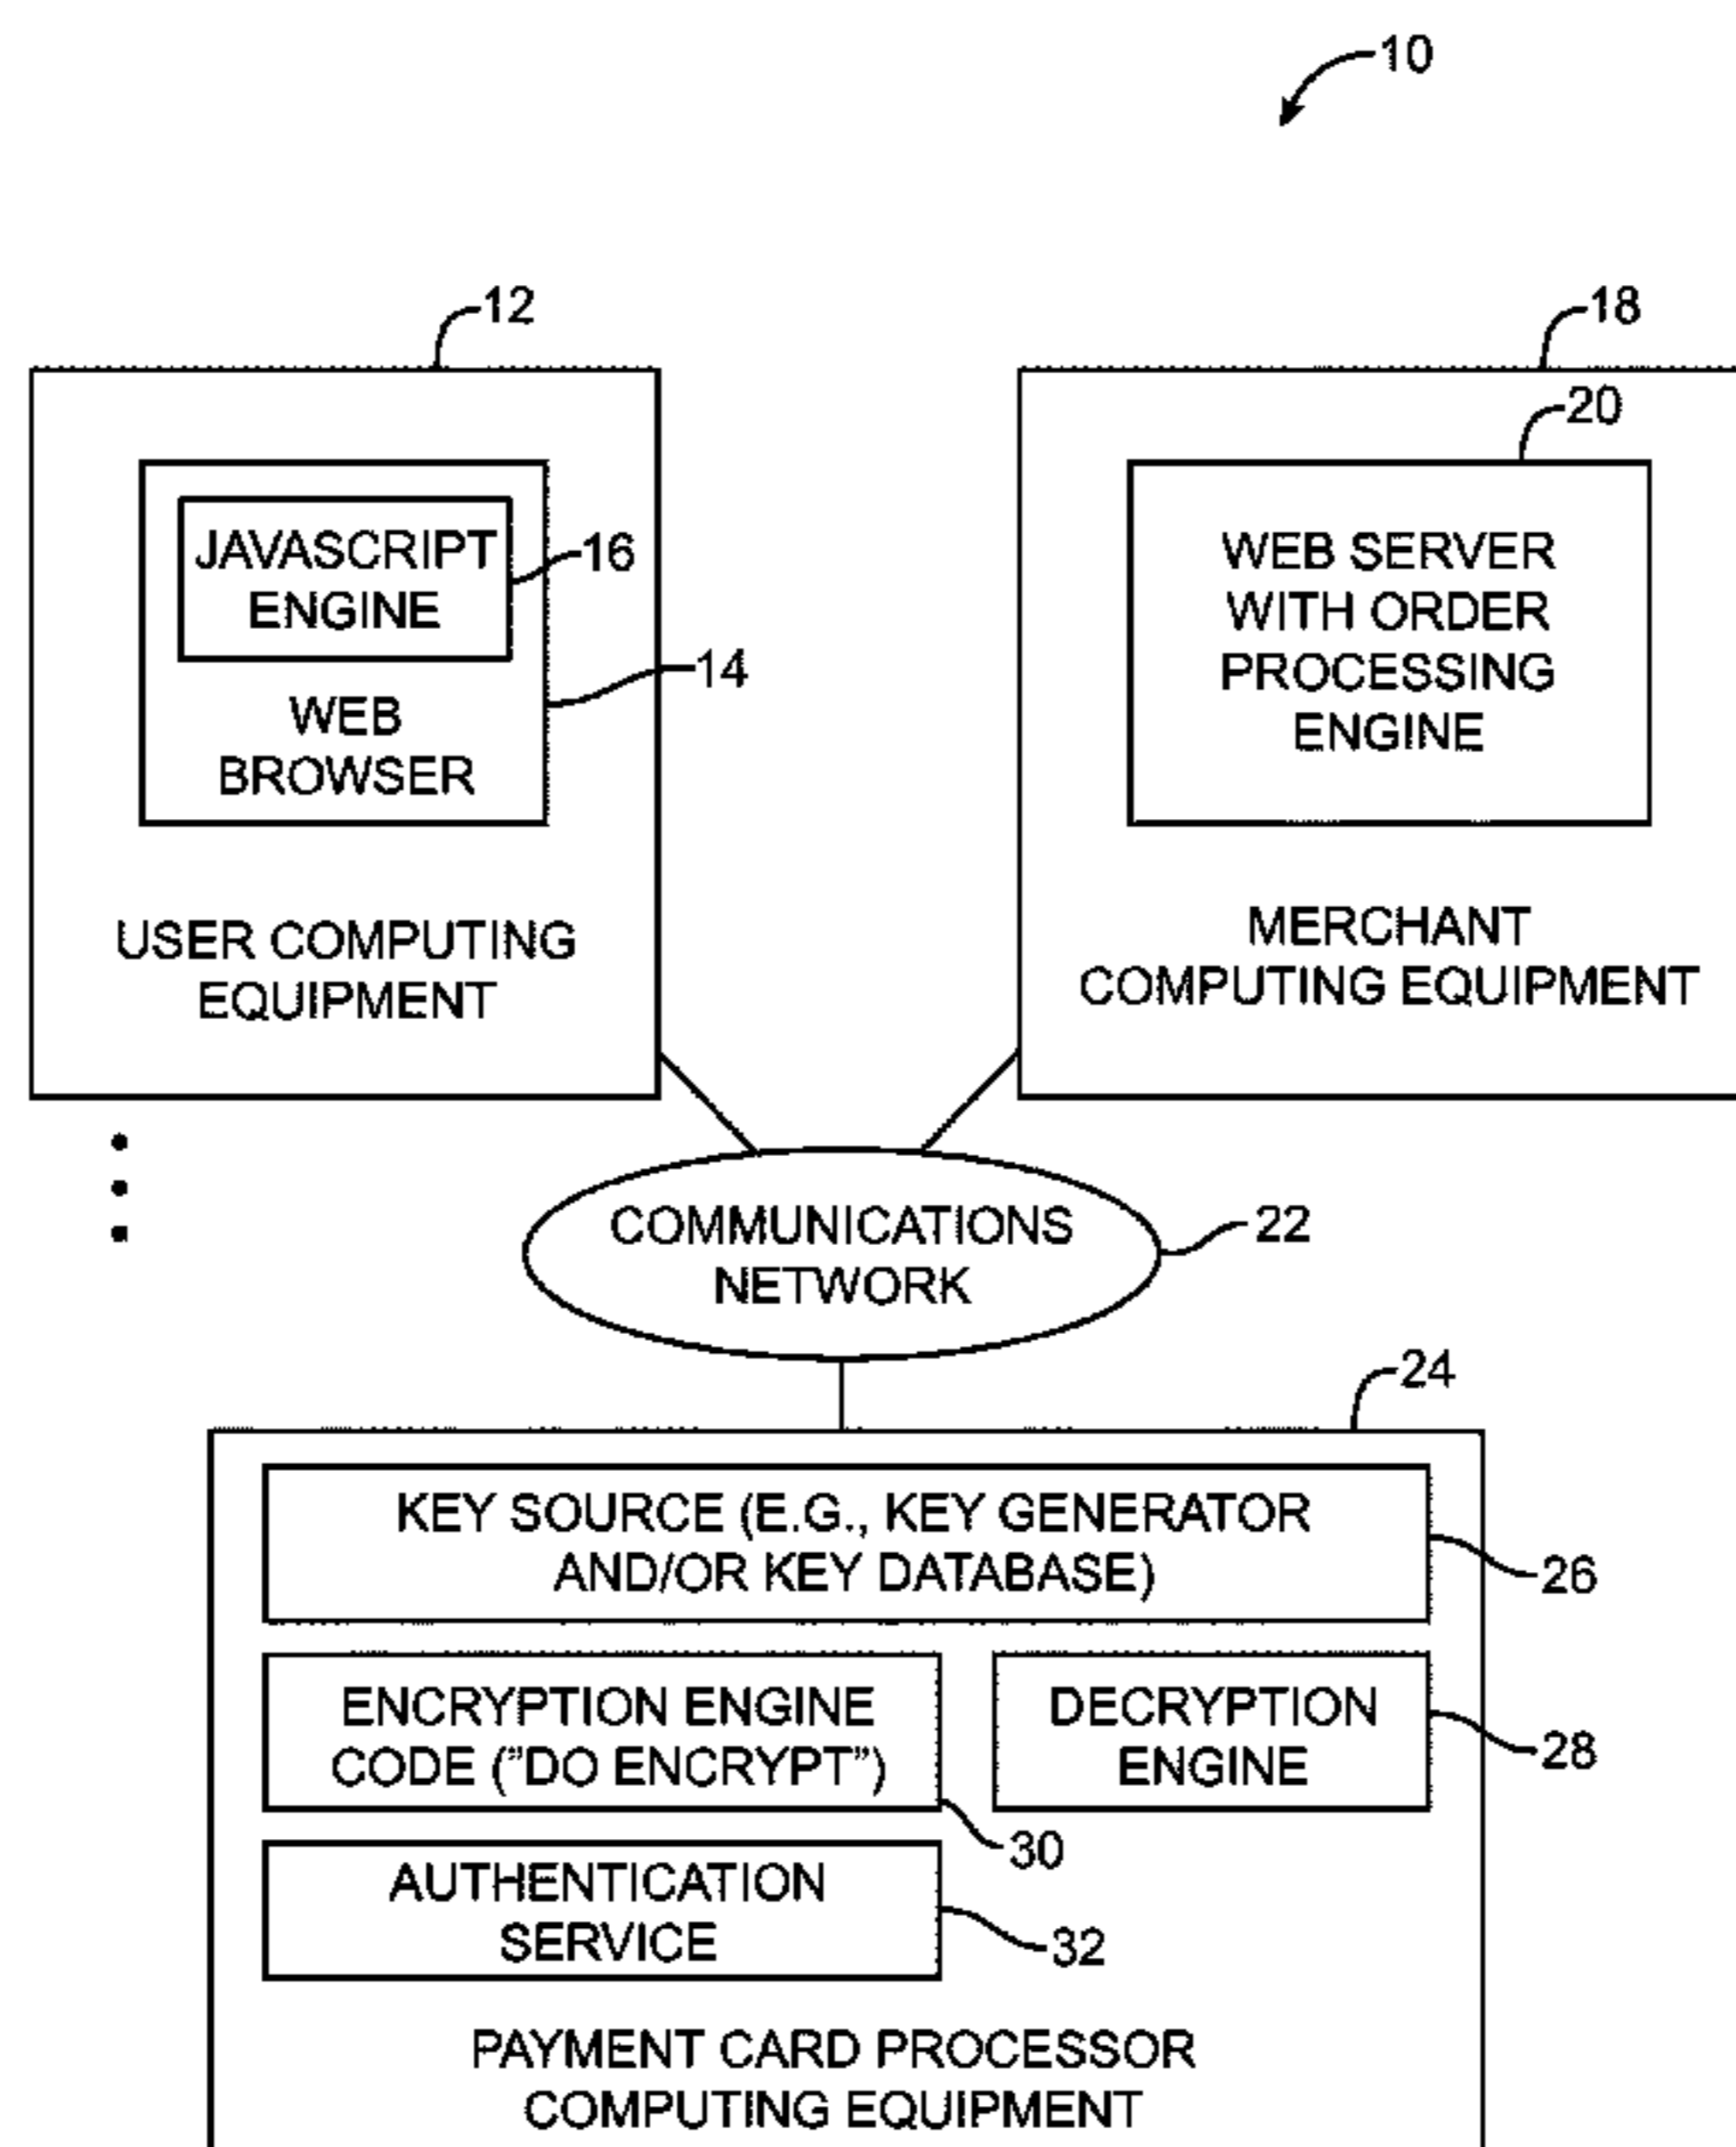 10
12
18
20
JAVASCRIPT
ENGINE
16
14
WEB
BROWSER
USER COMPUTING
EQUIPMENT
WEB SERVER
WITH ORDER
PROCESSING
ENGINE
MERCHANT
COMPUTING EQUIPMENT
COMMUNICATIONS
NETWORK
22
24
KEY SOURCE (E.G., KEY GENERATOR
AND/OR KEY DATABASE)
26
ENCRYPTION ENGINE
CODE ("DO ENCRYPT")
30
DECRYPTION
ENGINE
28
AUTHENTICATION
SERVICE
32
PAYMENT CARD PROCESSOR
COMPUTING EQUIPMENT